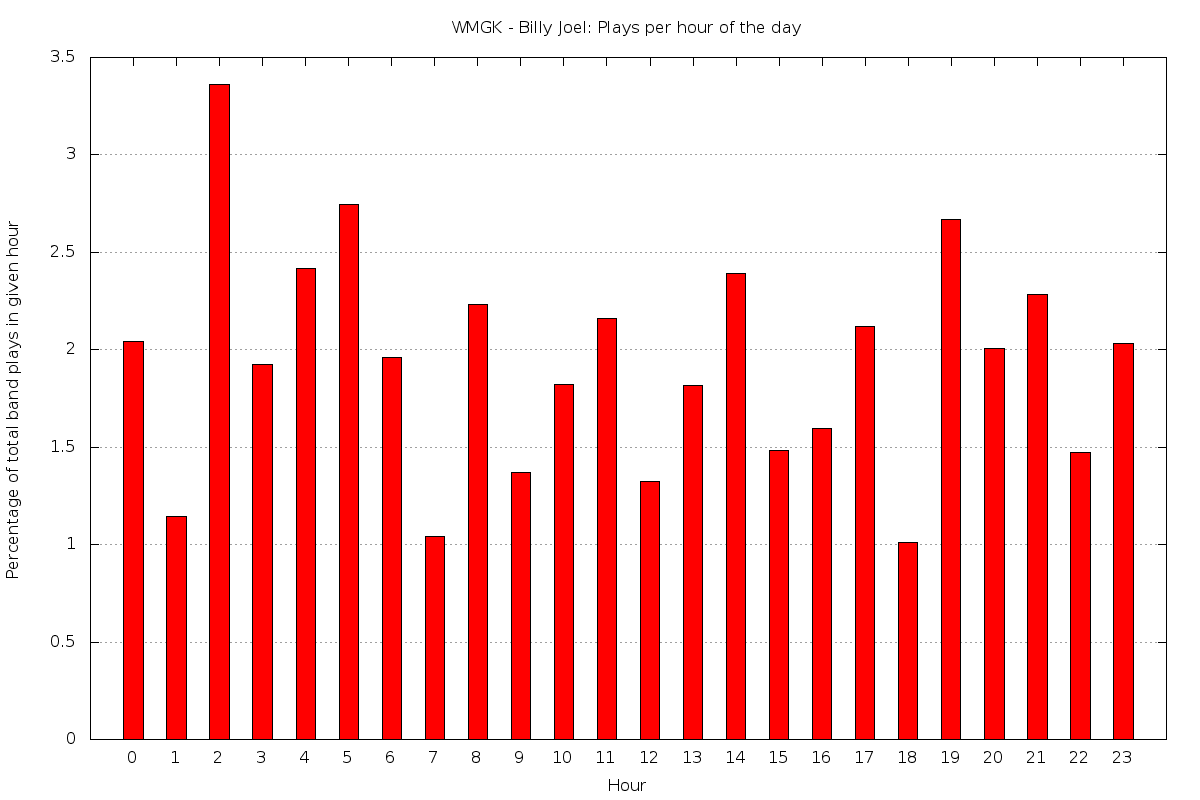 WMGK - Billy Joel: Plays per hour of the day
3.5
3
2.5
2
1.5
1
0.5
0
Percentage of total band plays in given hour
0 1 2 3 4 5 6 7 8 9 10 11 12 13 14 15 16 17 18 19 20 21 22 23
Hour